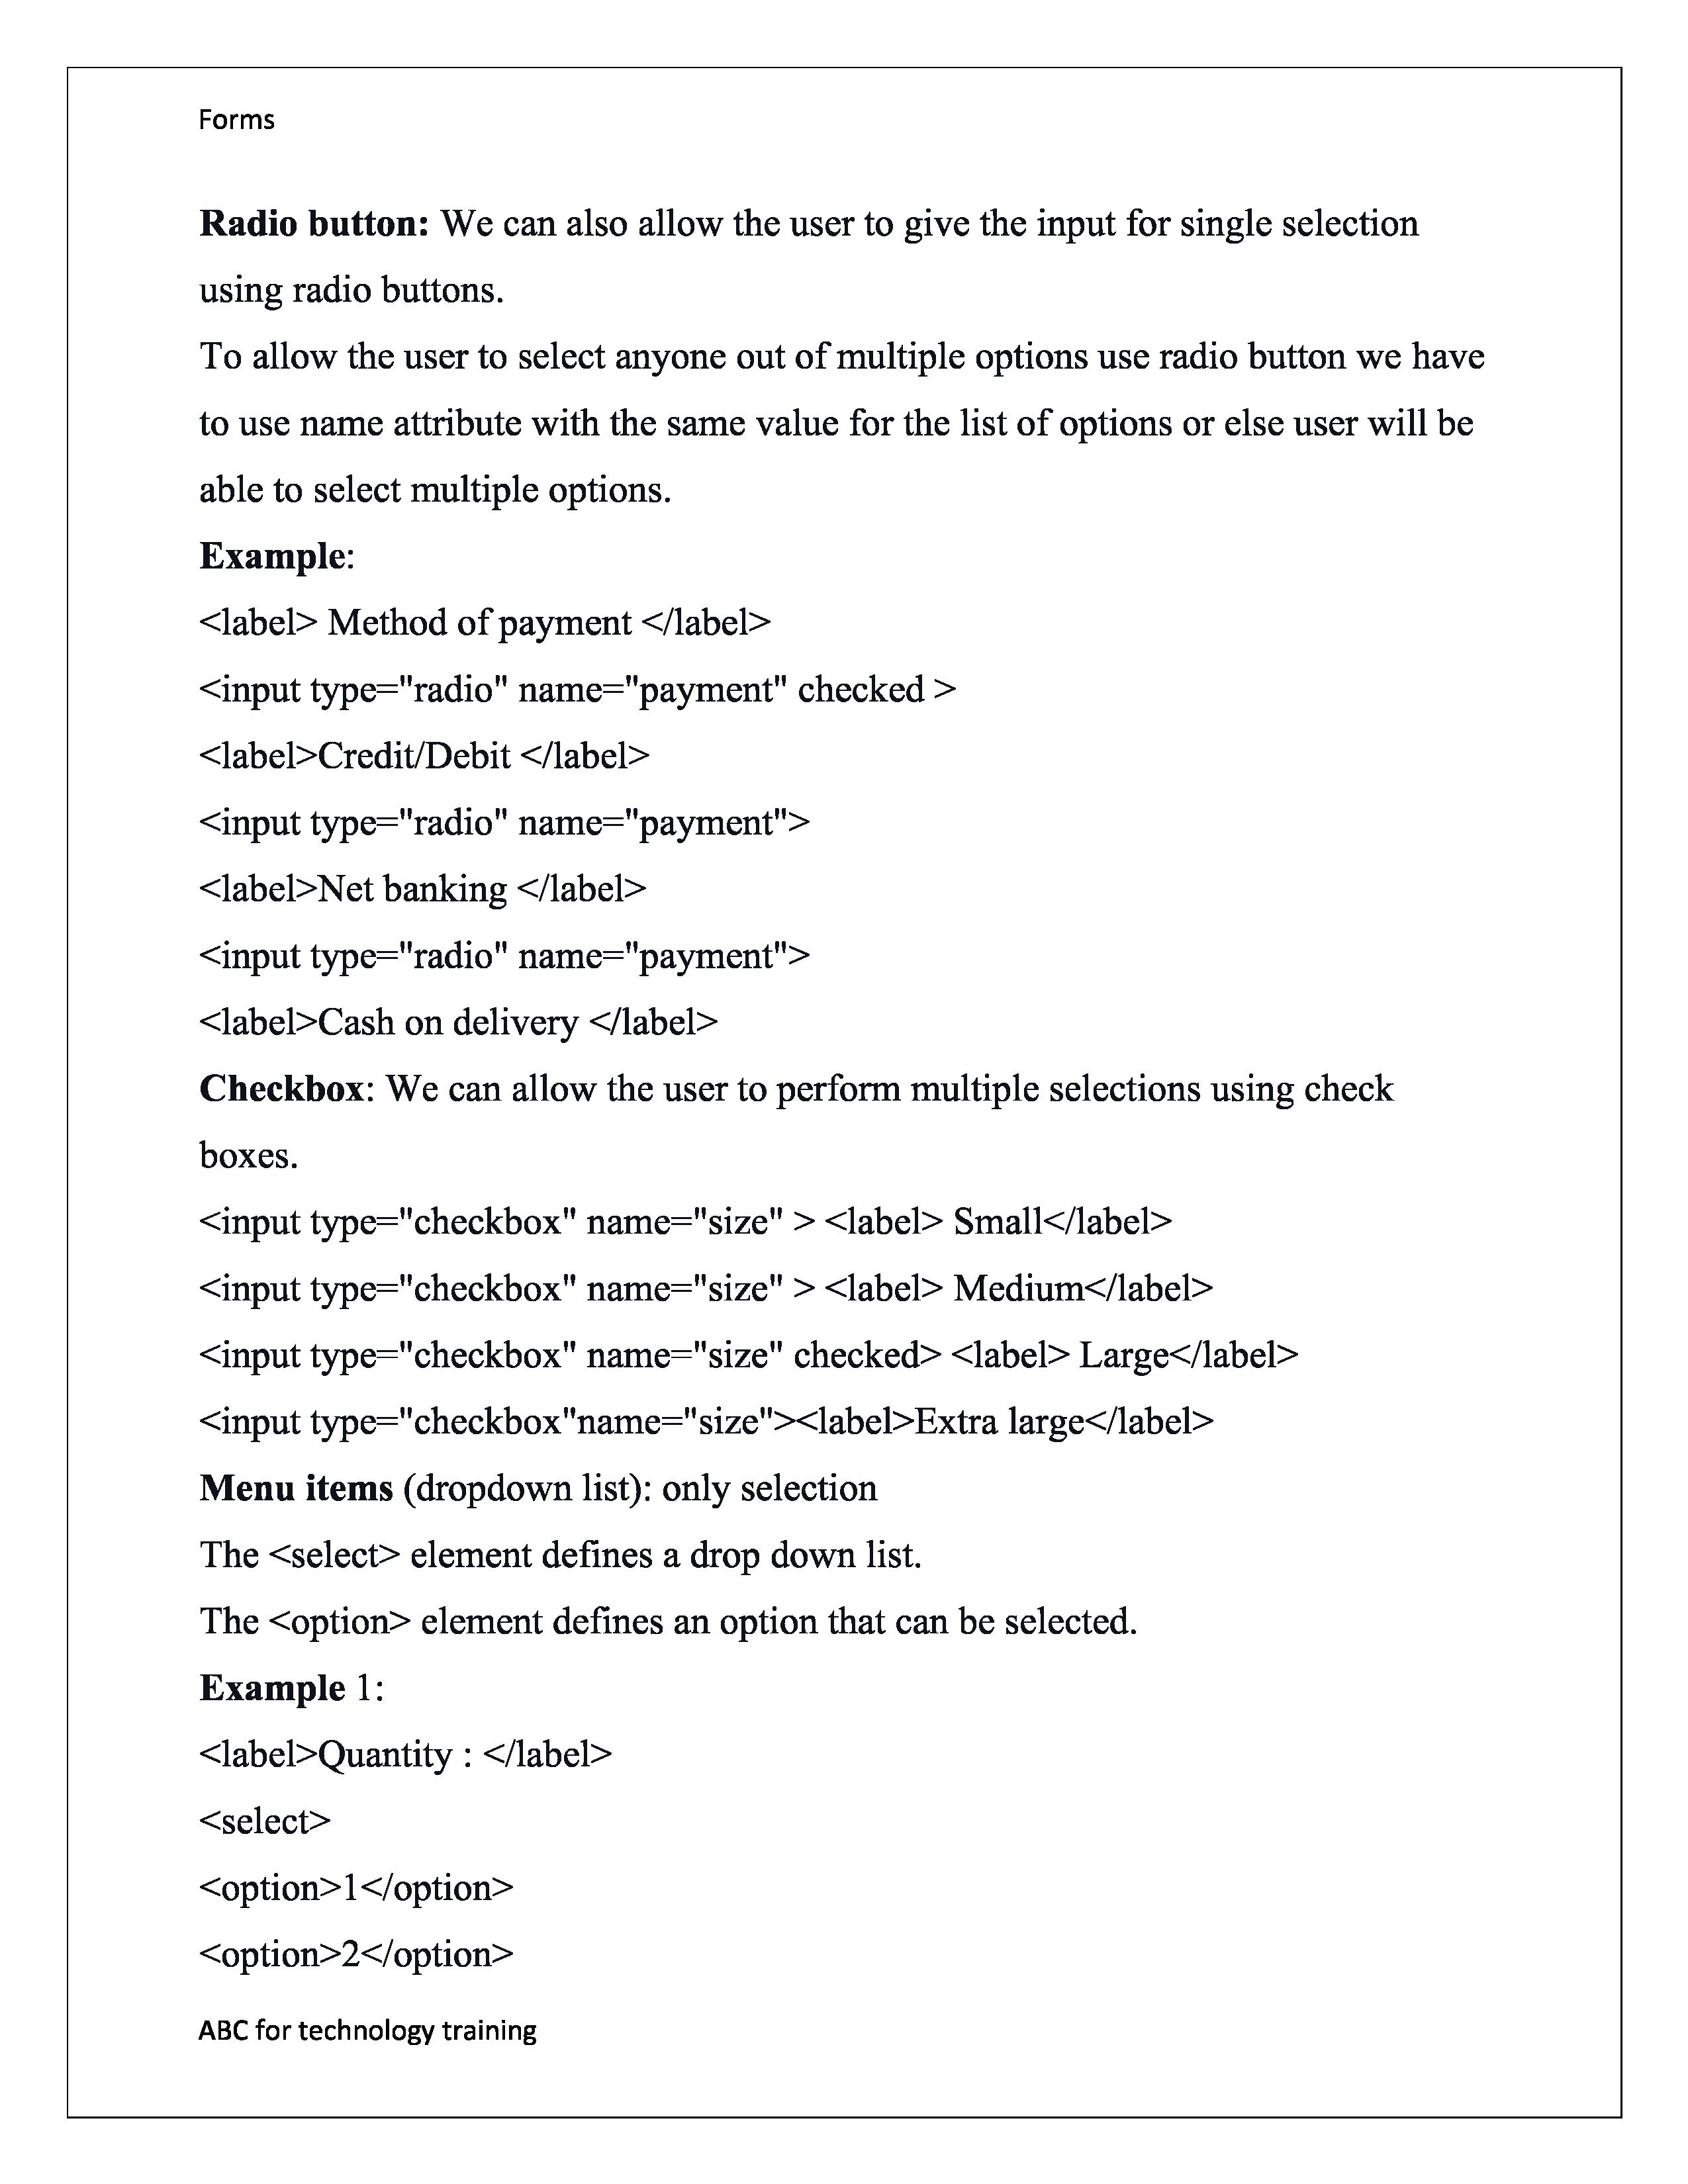 Forms
Radio button: We can also allow the user to give the input for single selection
using radio buttons.
To allow the user to select anyone out of multiple options use radio button we have
to use name attribute with the same value for the list of options or else user will be
able to select multiple options.
Example:
<label> Method of payment </label>
<input type="radio" name="payment" checked >
<label>Credit/Debit </label>
<input type="radio" name="payment">
<label>Net banking </label>
<input type="radio" name="payment">
<label>Cash on delivery </label>
Checkbox: We can allow the user to perform multiple selections using check
boxes.
<input type="checkbox" name="size" > <label> Small</label>
<input type="checkbox" name="size" > <label> Medium</label>
<input type="checkbox" name="size" checked> <label> Large</label>
<input type="checkbox"name="size"><label>Extra large</label>
Menu items (dropdown list): only selection
The <select> element defines a drop down list.
The <option> element defines an option that can be selected.
Example 1:
<label>Quantity : </label>
<select>
<option>1</option>
<option>2</option>
ABC for technology training